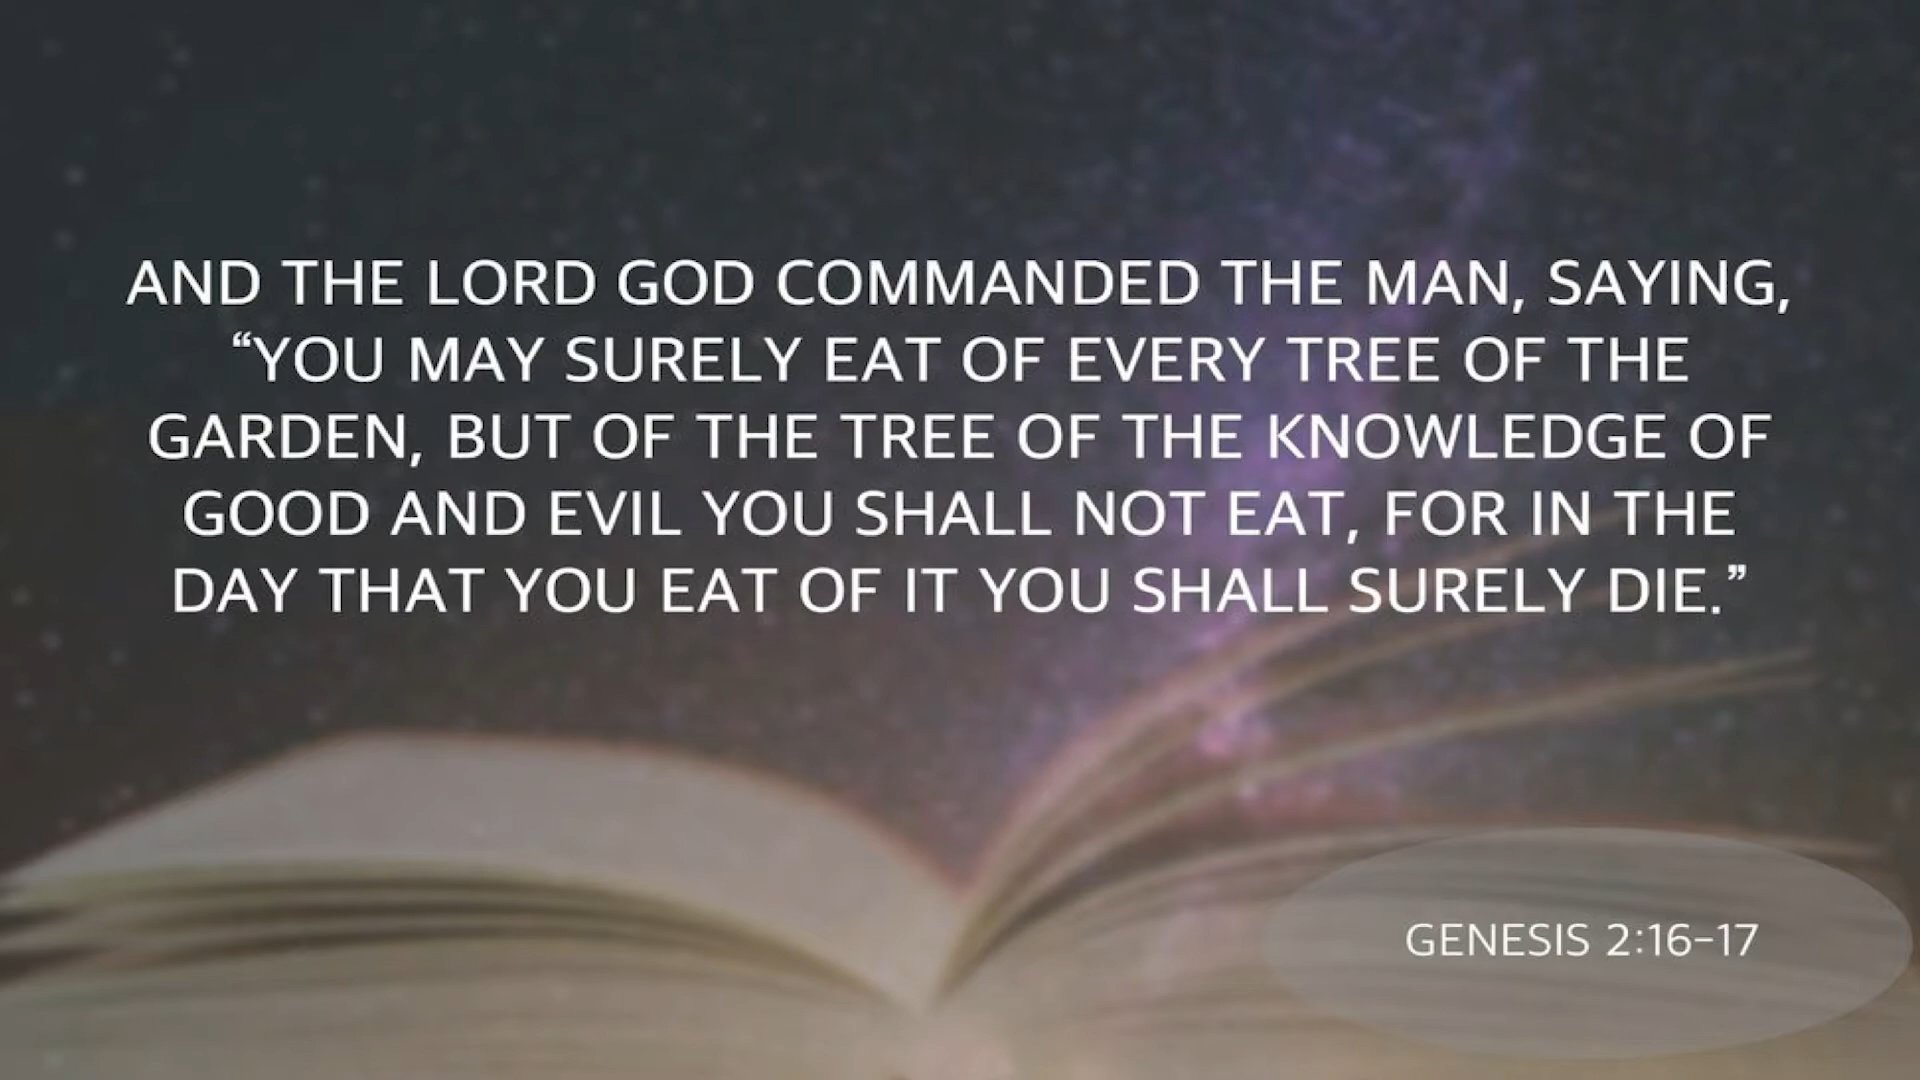 AND THE LORD GOD COMMANDED THE MAN, SAYING,
“YOU MAY SURELY EAT OF EVERY TREE OF THE
GARDEN, BUT OF THE TREE OF THE KNOWLEDGE OF
GOOD AND EVIL YOU SHALL NOT EAT, FOR IN THE
DAY THAT YOU EAT OF IT YOU SHALL SURELY DIE.”
GENESIS 2:16–17